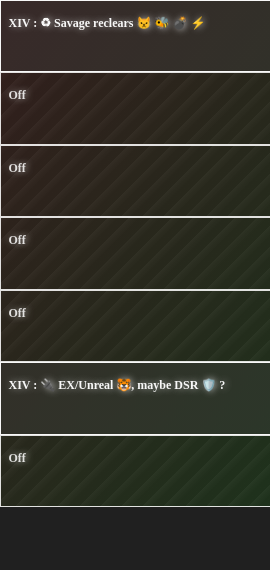 XIV : ♻ Savage reclears 🐱 🐝 💣 ⚡
Off
Off
Off
Off
XIV : 🔌 EX/Unreal 🐯, maybe DSR 🛡️ ?
Off